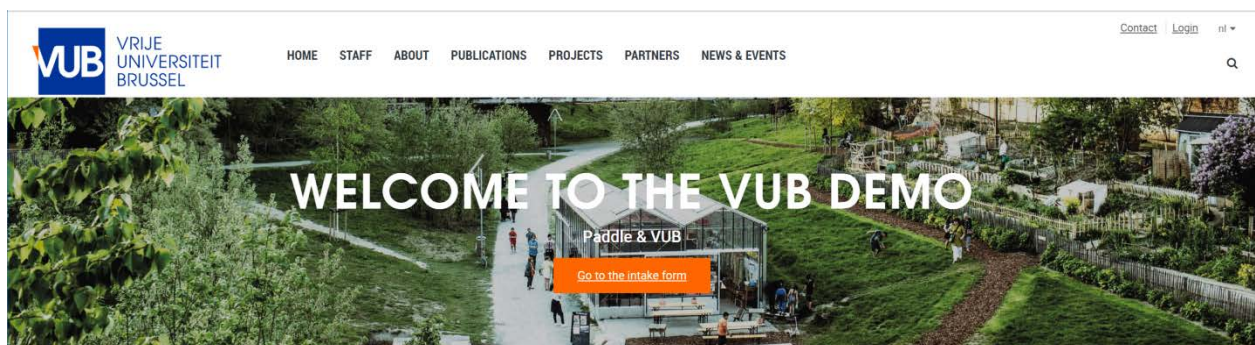 Contact Login nl
VUB
VRIJE
UNIVERSITEIT
BRUSSEL
HOME STAFF ABOUT PUBLICATIONS PROJECTS PARTNERS NEWS & EVENTS
WELCOME TO THE VUB DEMO
Paddle & VUB
Go to the intake form